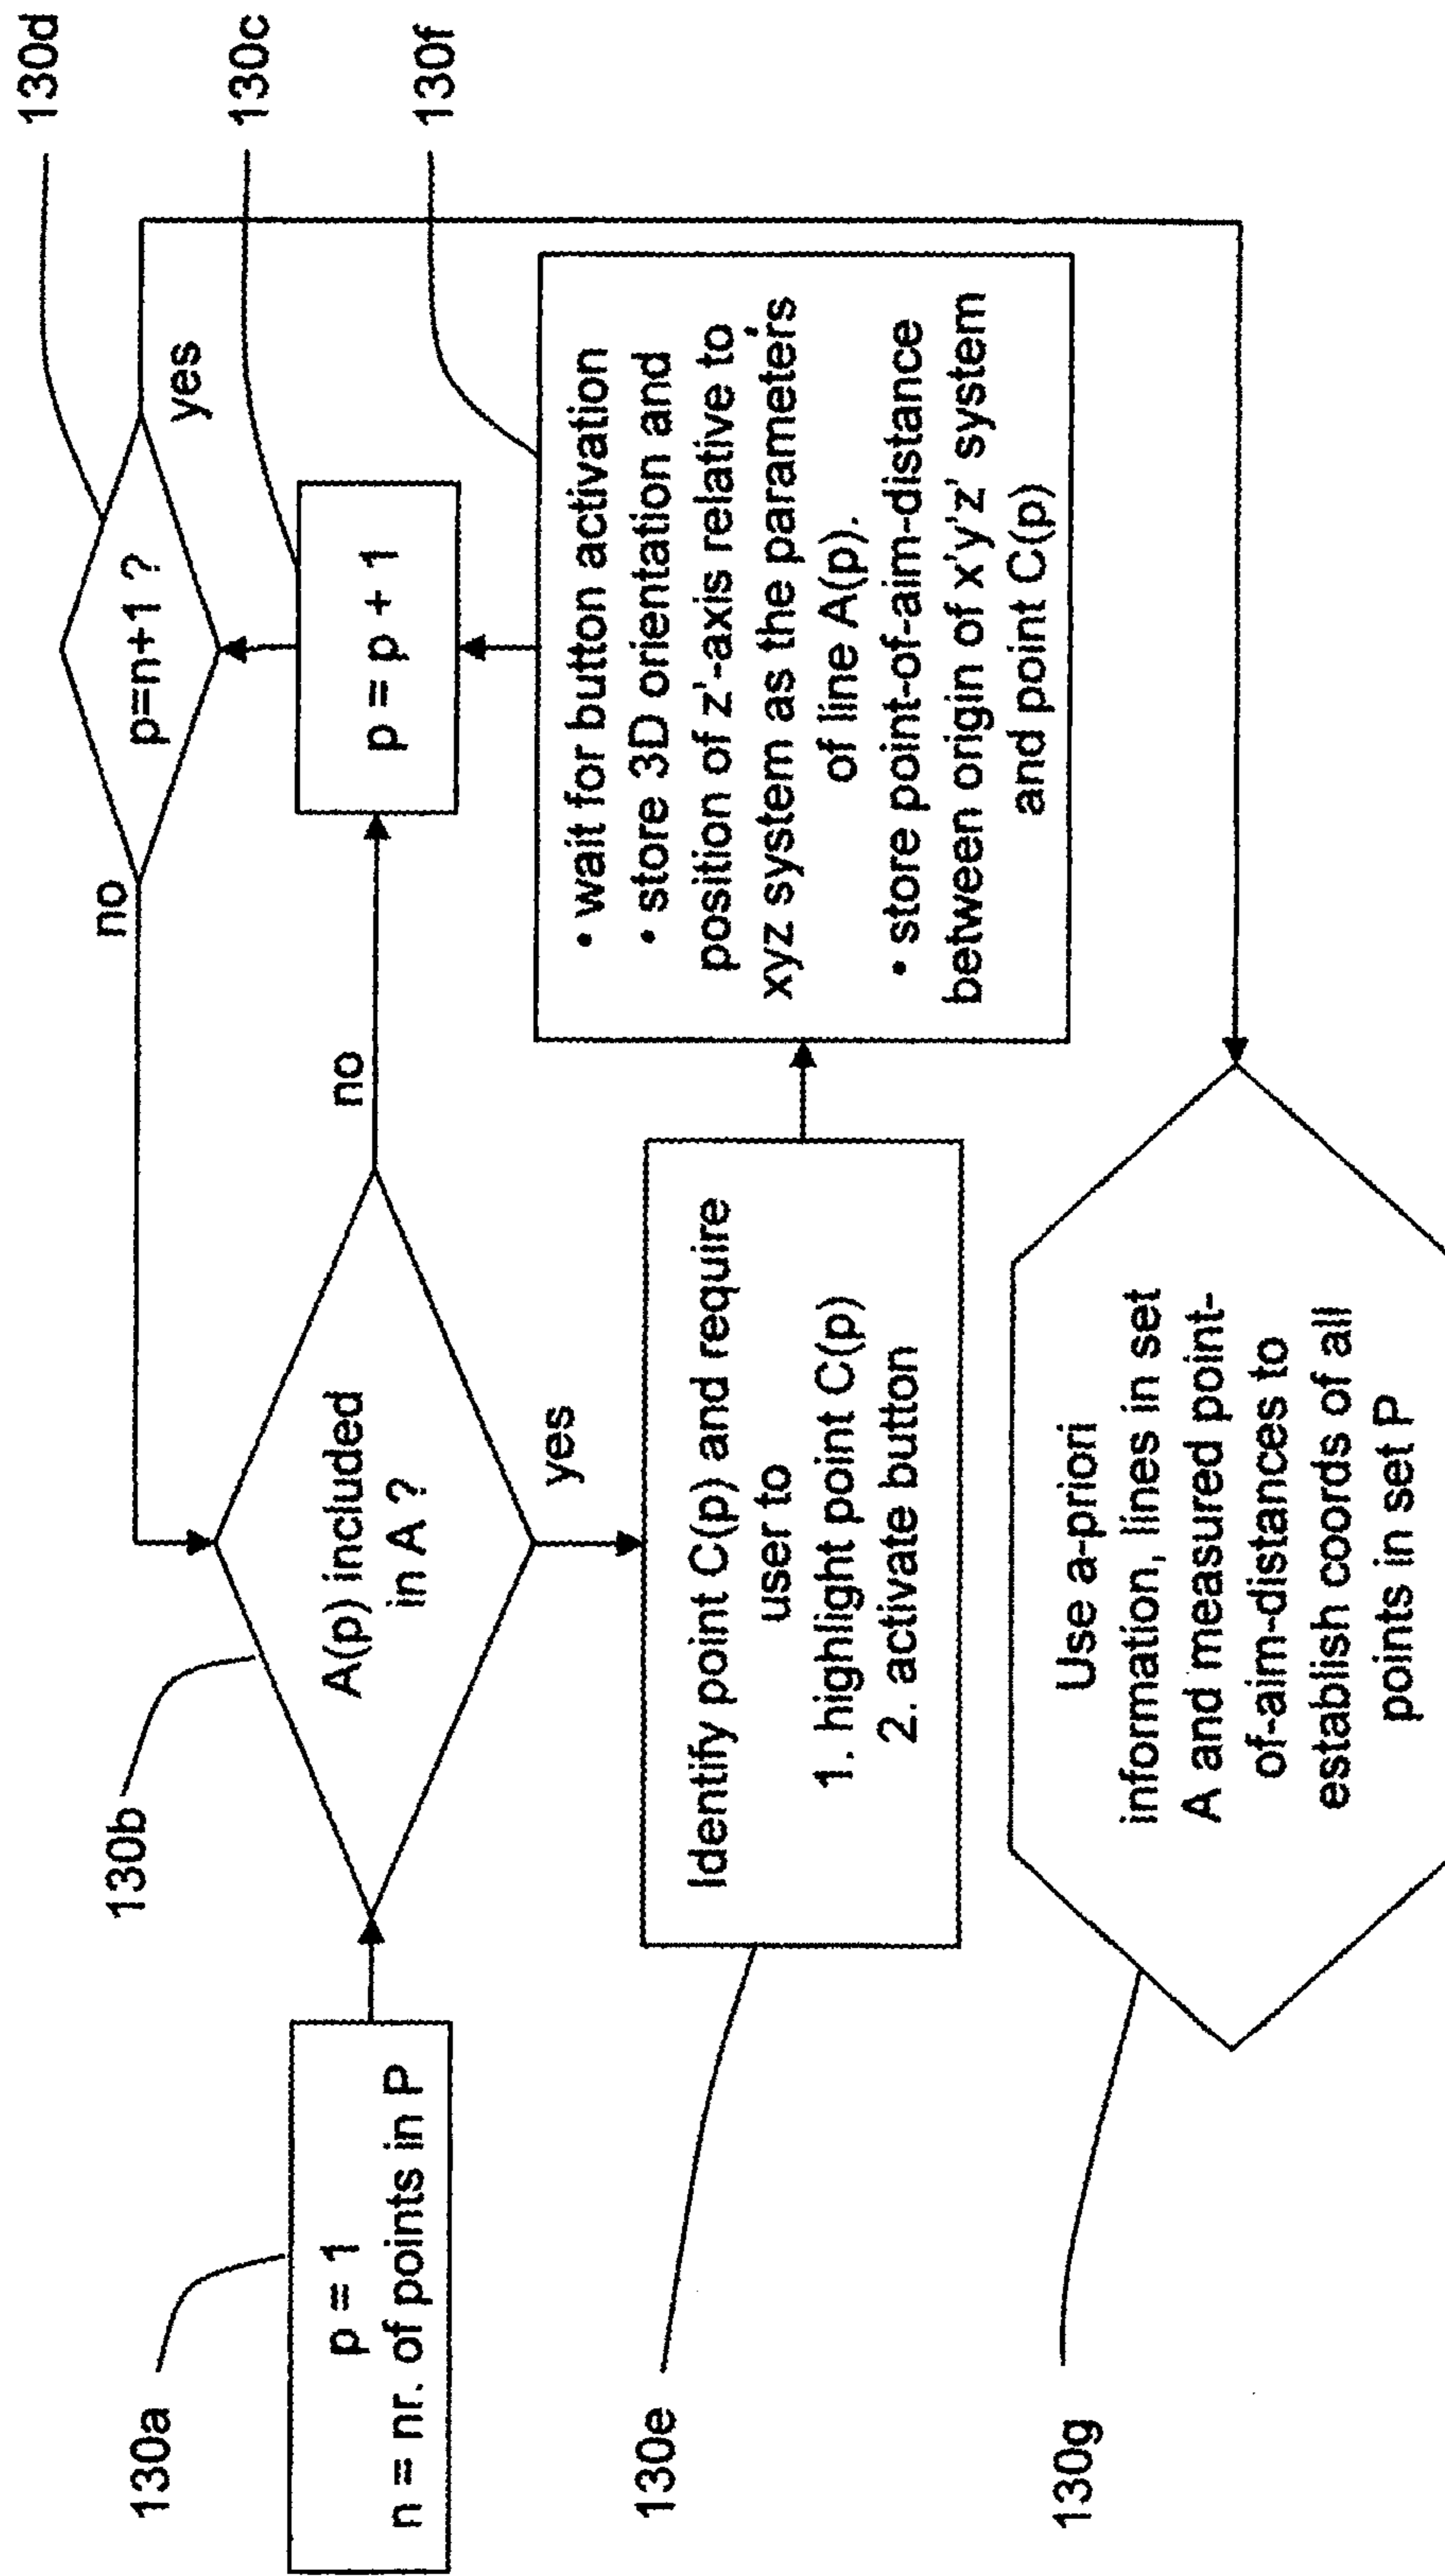 130a
p = 1
n = nr. of points in P
130b
A(p) included
in A ?
no
yes
130d
p=n+1 ?
no
yes
130c
p = p + 1
130e
Identify point C(p) and require
user to
1. highlight point C(p)
2. activate button
130f
• wait for button activation
• store 3D orientation and
position of z'-axis relative to
xyz system as the parameters
of line A(p).
• store point-of-aim-distance
between origin of x'y'z' system
and point C(p)
130g
Use a-priori
information, lines in set
A and measured point-
of-aim-distances to
establish coords of all
points in set P